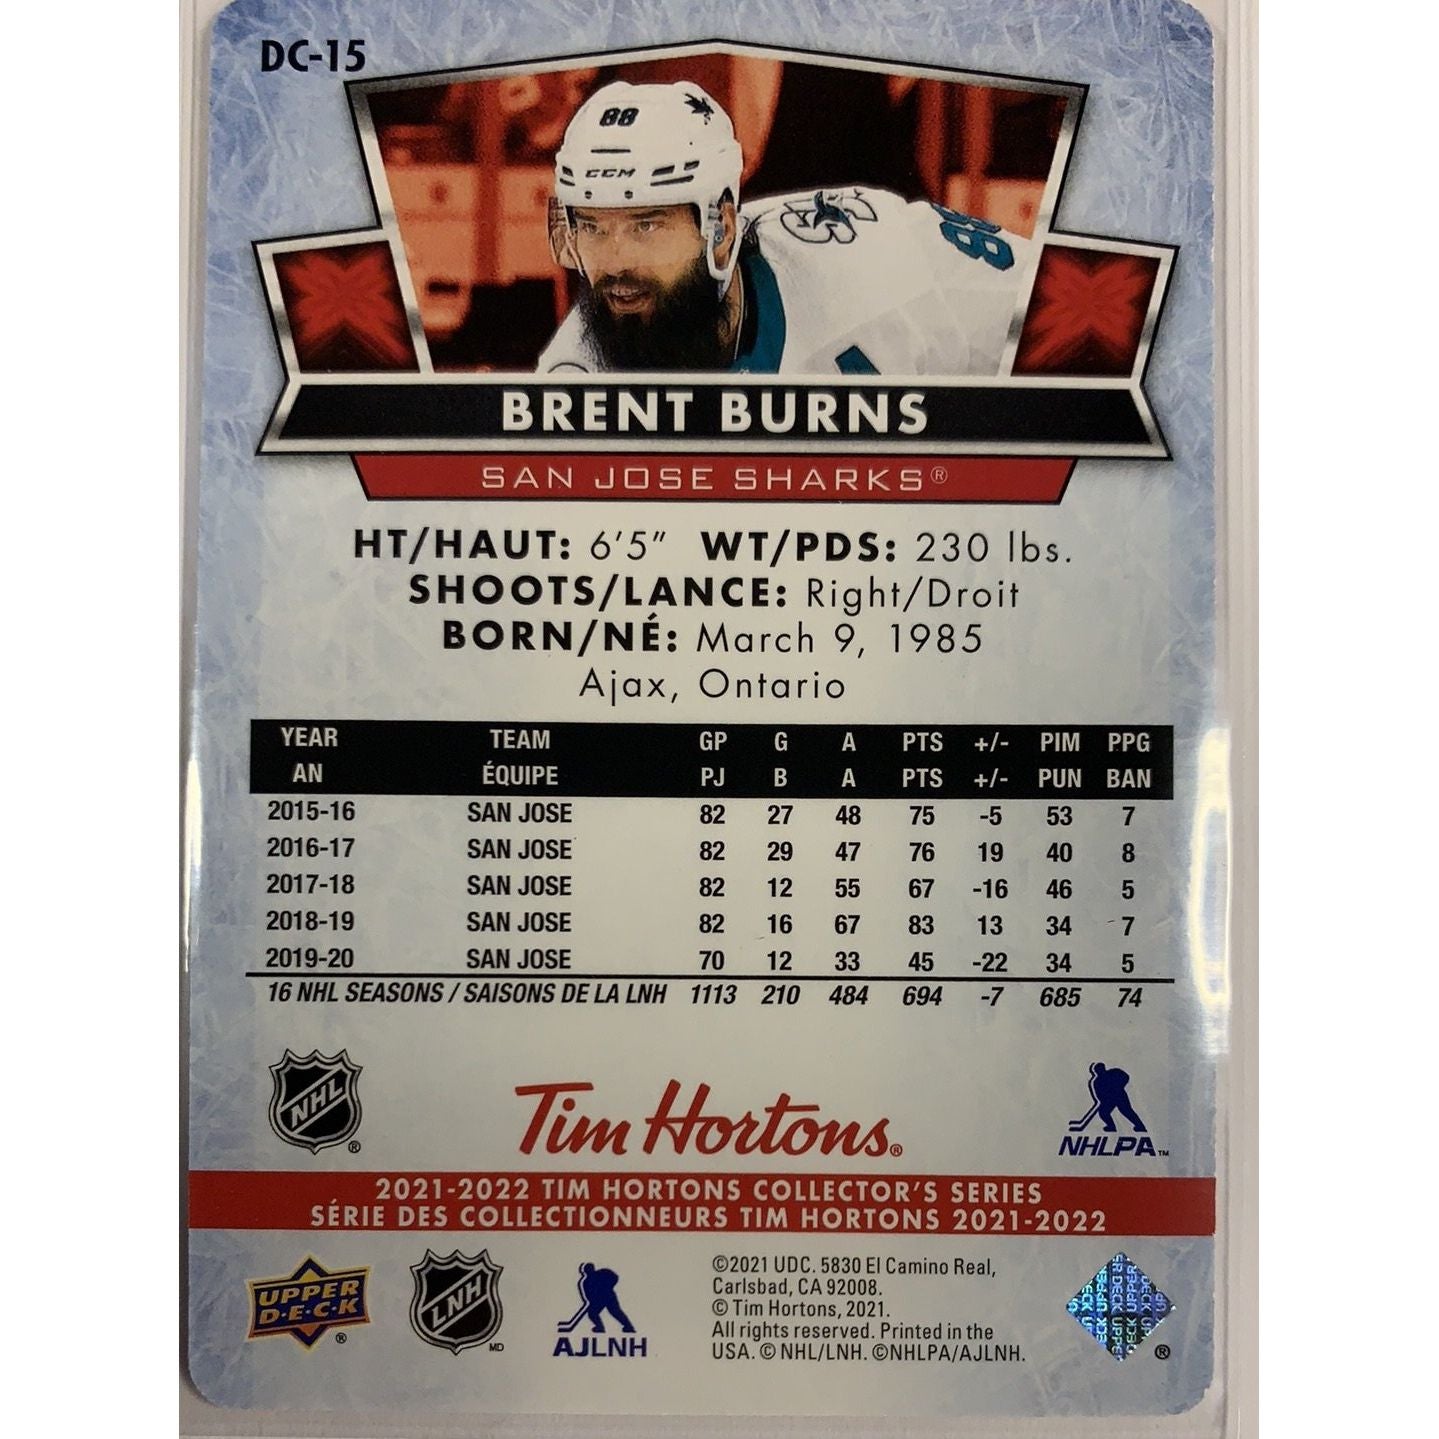 DC-15
88
CCM
88
BRENT BURNS
SAN JOSE SHARKS®
HT/HAUT: 6'5" WT/PDS: 230 lbs.
SHOOTS/LANCE: Right/Droit
BORN/NÉ: March 9, 1985
Ajax, Ontario
YEAR TEAM GP G A PTS +/- PIM PPG
AN ÉQUIPE PJ B A PTS +/- PUN BAN
2015-16 SAN JOSE 82 27 48 75 -5 53 7
2016-17 SAN JOSE 82 29 47 76 19 40 8
2017-18 SAN JOSE 82 12 55 67 -16 46 5
2018-19 SAN JOSE 82 16 67 83 13 34 7
2019-20 SAN JOSE 70 12 33 45 -22 34 5
16 NHL SEASONS / SAISONS DE LA LNH 1113 210 484 694 -7 685 74
NHL ®
Tim Hortons®
NHLPA™
2021-2022 TIM HORTONS COLLECTOR'S SERIES
SÉRIE DES COLLECTIONNEURS TIM HORTONS 2021-2022
UPPER
D·E·C·K ®
LNH MD
AJLNH
©2021 UDC. 5830 El Camino Real,
Carlsbad, CA 92008.
© Tim Hortons, 2021.
All rights reserved. Printed in the
USA. © NHL/LNH. ©NHLPA/AJLNH.
®